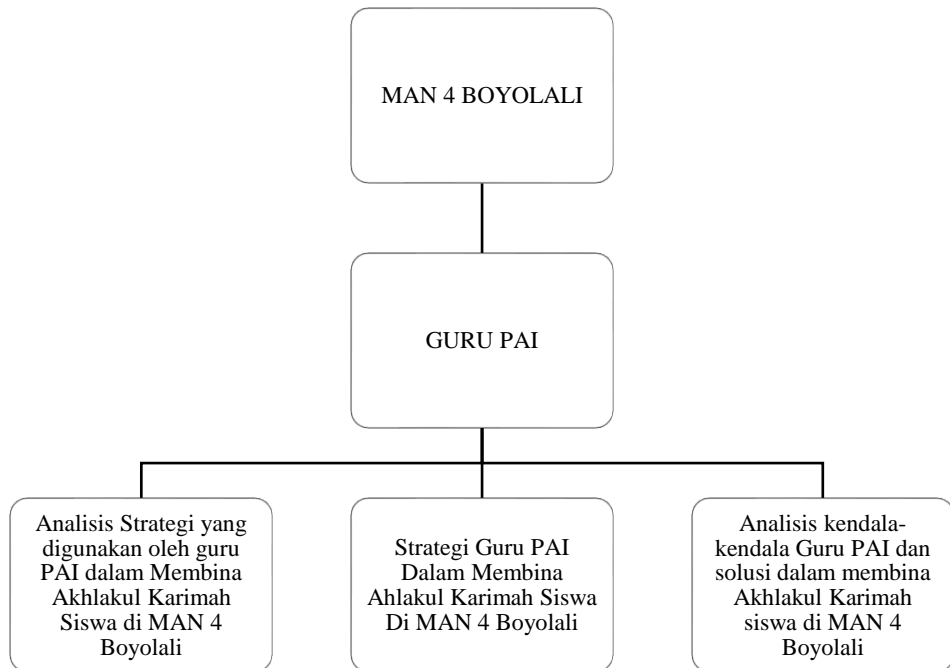 MAN 4 BOYOLALI
GURU PAI
Analisis Strategi yang
digunakan oleh guru
PAI dalam Membina
Akhlakul Karimah
Siswa di MAN 4
Boyolali
Strategi Guru PAI
Dalam Membina
Ahlakul Karimah Siswa
Di MAN 4 Boyolali
Analisis kendala-
kendala Guru PAI dan
solusi dalam membina
Akhlakul Karimah
siswa di MAN 4
Boyolali